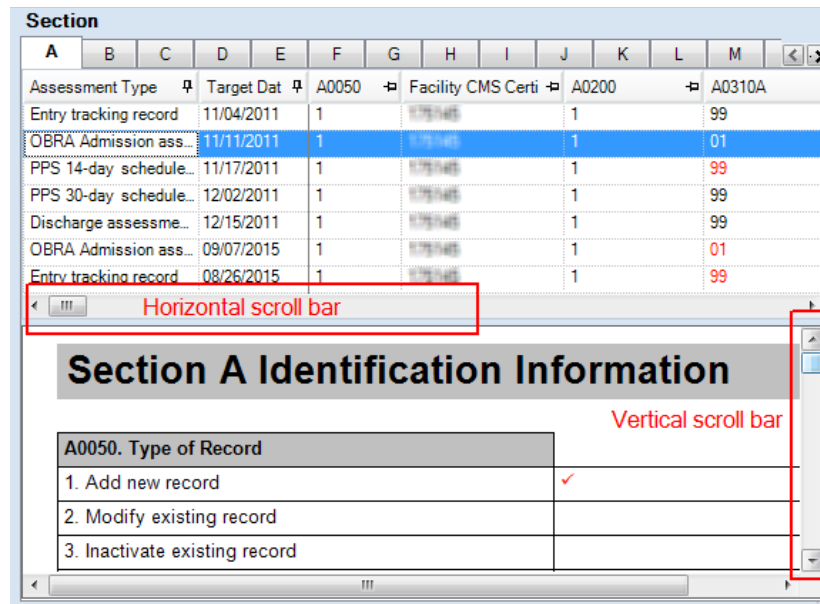 Section
A B C D E F G H I J K L M
Assessment Type Target Dat A0050 Facility CMS Certi A0200 A0310A
Entry tracking record 11/04/2011 1 1 99
OBRA Admission ass... 11/11/2011 1 1 01
PPS 14-day schedule... 11/17/2011 1 1 99
PPS 30-day schedule... 12/02/2011 1 1 99
Discharge assessme... 12/15/2011 1 1 99
OBRA Admission ass... 09/07/2015 1 1 01
Entry tracking record 08/26/2015 1 1 99
Horizontal scroll bar
Section A Identification Information
Vertical scroll bar
A0050. Type of Record
1. Add new record ✓
2. Modify existing record
3. Inactivate existing record